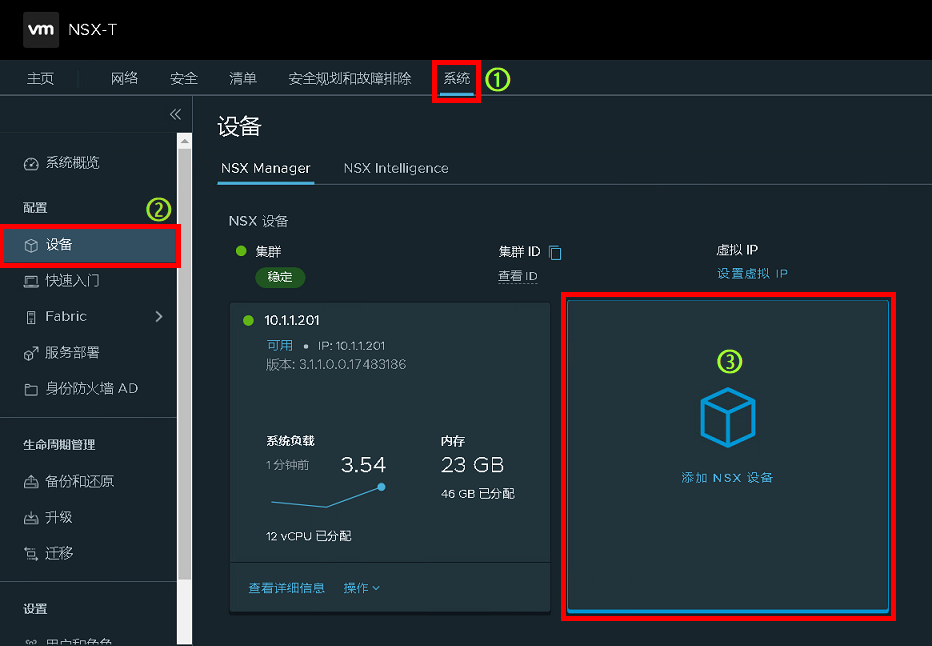 vm NSX-T
主页 网络 安全 清单 安全规划和故障排除 系统 ①
系统概览
配置 ②
设备
快速入门
Fabric
服务部署
身份防火墙 AD
生命周期管理
备份和还原
升级
迁移
设置
用户和角色
设备
NSX Manager NSX Intelligence
NSX 设备
集群 集群 ID 虚拟 IP
稳定 查看 ID 设置虚拟 IP
10.1.1.201
可用 • IP: 10.1.1.201
版本: 3.1.1.0.0.17483186
系统负载 内存
1 分钟前 3.54 23 GB
46 GB 已分配
12 vCPU 已分配
查看详细信息 操作
③
添加 NSX 设备